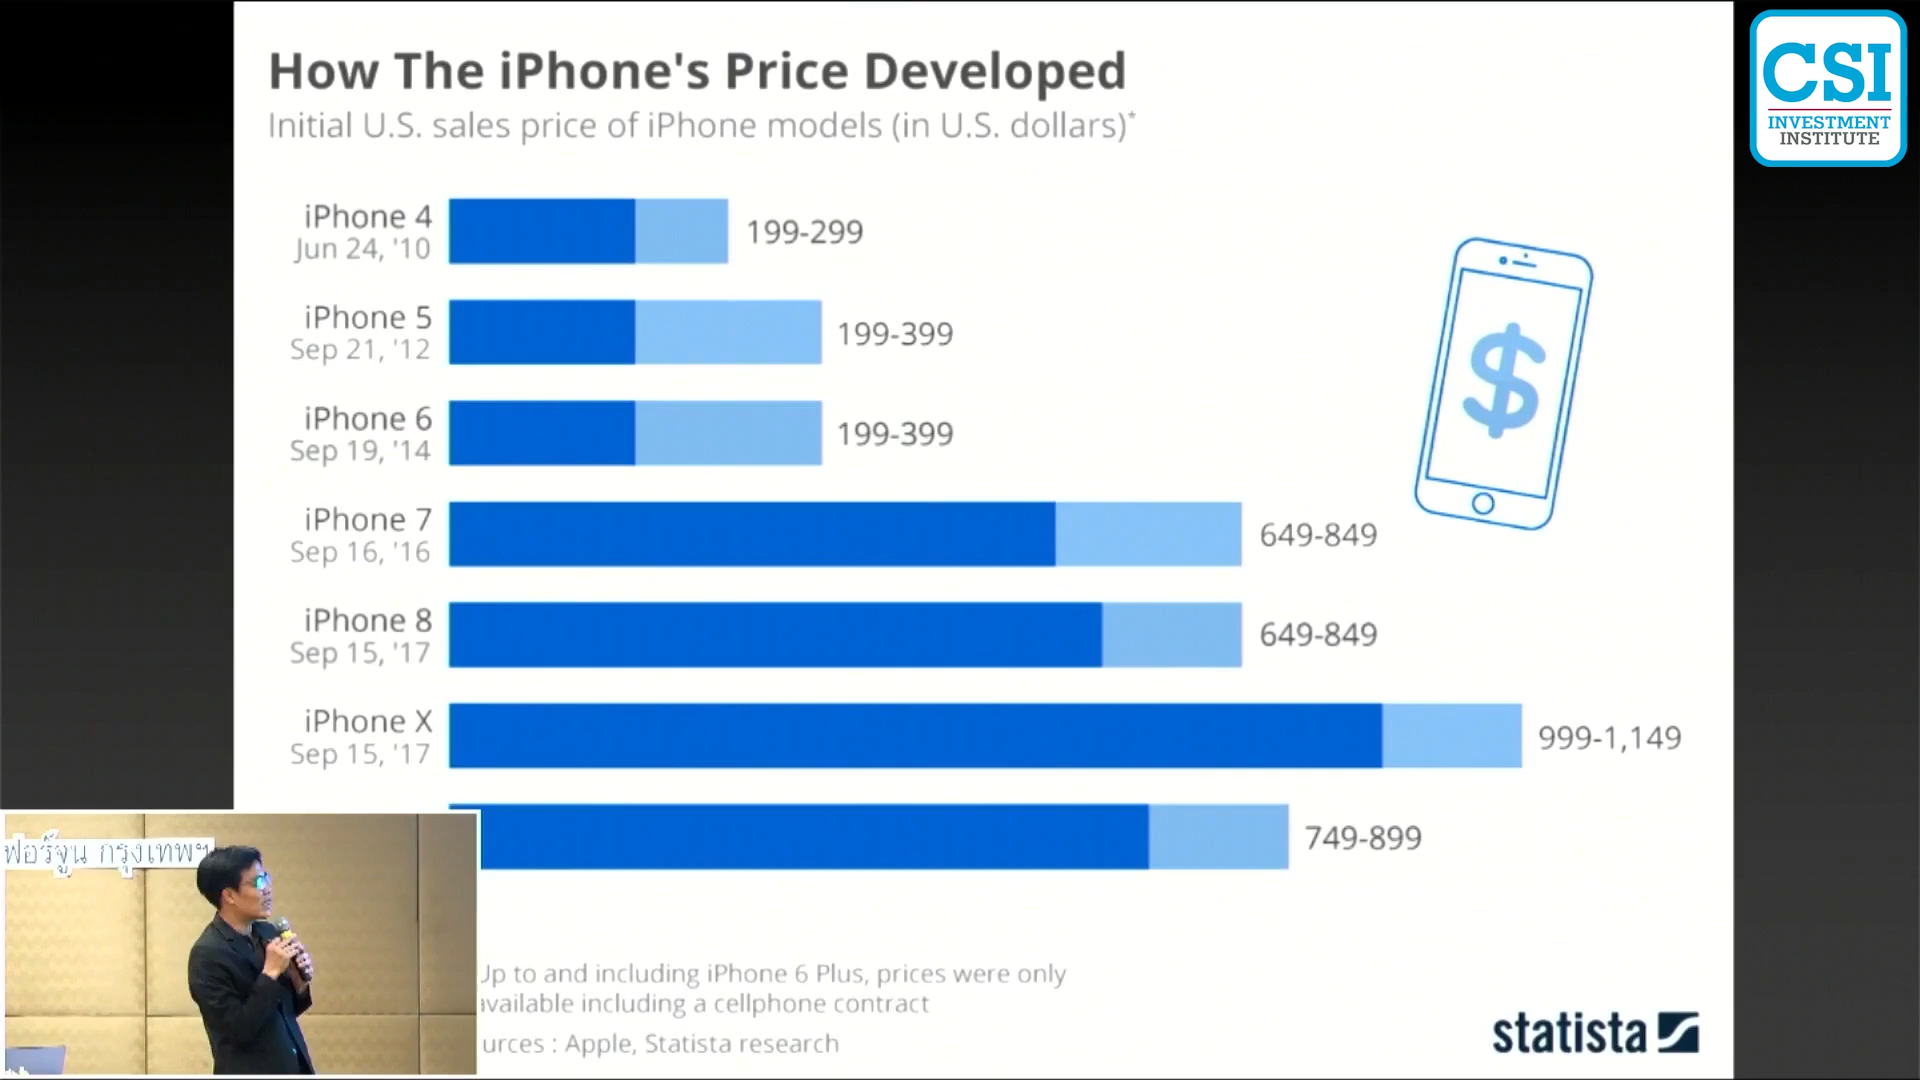 How The iPhone's Price Developed
Initial U.S. sales price of iPhone models (in U.S. dollars)*
iPhone 4
Jun 24, '10
199-299
iPhone 5
Sep 21, '12
199-399
iPhone 6
Sep 19, '14
199-399
iPhone 7
Sep 16, '16
649-849
iPhone 8
Sep 15, '17
649-849
iPhone X
Sep 15, '17
999-1,149
749-899
$
Up to and including iPhone 6 Plus, prices were only
available including a cellphone contract
urces : Apple, Statista research
statista
CSI
INVESTMENT
INSTITUTE
ฟอร์จูน กรุงเทพฯ